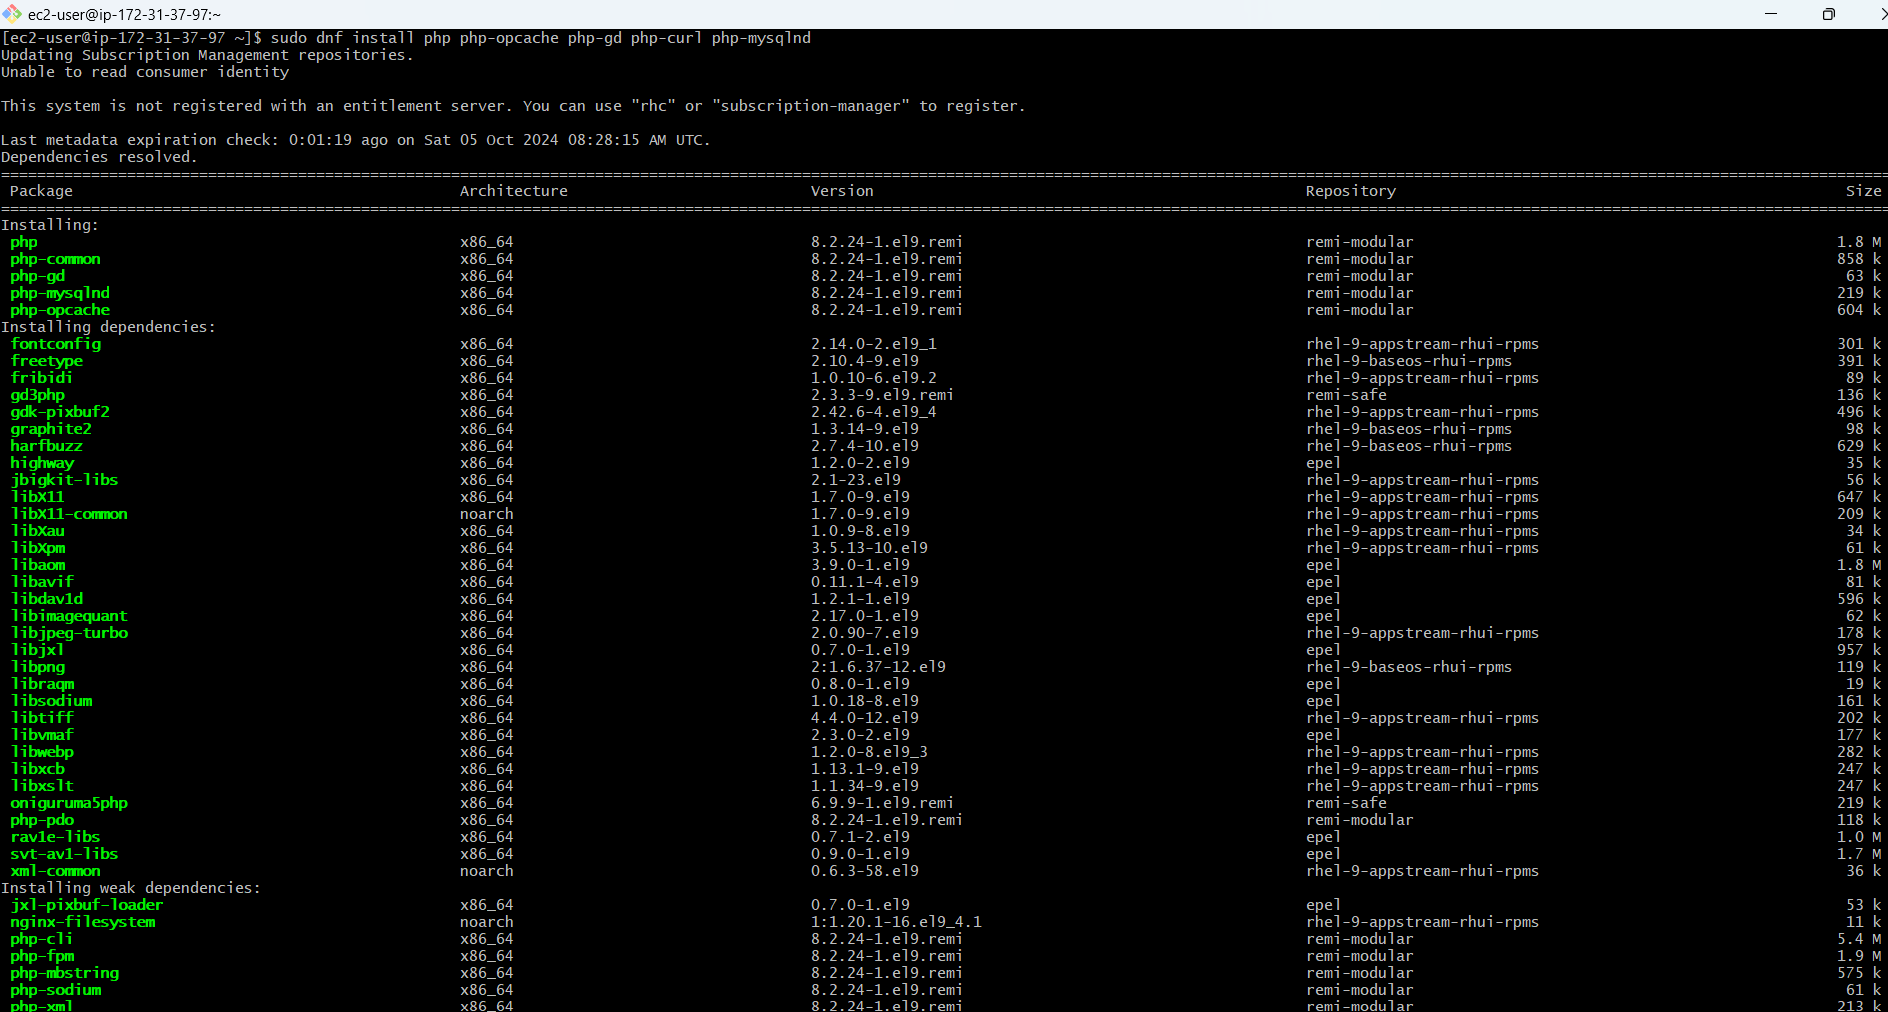 ec2-user@ip-172-31-37-97:~
[ec2-user@ip-172-31-37-97 ~]$ sudo dnf install php php-opcache php-gd php-curl php-mysqlnd
Updating Subscription Management repositories.
Unable to read consumer identity
This system is not registered with an entitlement server. You can use "rhc" or "subscription-manager" to register.
Last metadata expiration check: 0:01:19 ago on Sat 05 Oct 2024 08:28:15 AM UTC.
Dependencies resolved.
Package Architecture Version Repository Size
Installing:
php x86_64 8.2.24-1.el9.remi remi-modular 1.8 M
php-common x86_64 8.2.24-1.el9.remi remi-modular 858 k
php-gd x86_64 8.2.24-1.el9.remi remi-modular 63 k
php-mysqlnd x86_64 8.2.24-1.el9.remi remi-modular 219 k
php-opcache x86_64 8.2.24-1.el9.remi remi-modular 604 k
Installing dependencies:
fontconfig x86_64 2.14.0-2.el9_1 rhel-9-appstream-rhui-rpms 301 k
freetype x86_64 2.10.4-9.el9 rhel-9-baseos-rhui-rpms 391 k
fribidi x86_64 1.0.10-6.el9.2 rhel-9-appstream-rhui-rpms 89 k
gd3php x86_64 2.3.3-9.el9.remi remi-safe 136 k
gdk-pixbuf2 x86_64 2.42.6-4.el9_4 rhel-9-appstream-rhui-rpms 496 k
graphite2 x86_64 1.3.14-9.el9 rhel-9-baseos-rhui-rpms 98 k
harfbuzz x86_64 2.7.4-10.el9 rhel-9-baseos-rhui-rpms 629 k
highway x86_64 1.2.0-2.el9 epel 35 k
jbigkit-libs x86_64 2.1-23.el9 rhel-9-appstream-rhui-rpms 56 k
libX11 x86_64 1.7.0-9.el9 rhel-9-appstream-rhui-rpms 647 k
libX11-common noarch 1.7.0-9.el9 rhel-9-appstream-rhui-rpms 209 k
libXau x86_64 1.0.9-8.el9 rhel-9-appstream-rhui-rpms 34 k
libXpm x86_64 3.5.13-10.el9 rhel-9-appstream-rhui-rpms 61 k
libaom x86_64 3.9.0-1.el9 epel 1.8 M
libavif x86_64 0.11.1-4.el9 epel 81 k
libdav1d x86_64 1.2.1-1.el9 epel 596 k
libimagequant x86_64 2.17.0-1.el9 epel 62 k
libjpeg-turbo x86_64 2.0.90-7.el9 rhel-9-appstream-rhui-rpms 178 k
libjxl x86_64 0.7.0-1.el9 epel 957 k
libpng x86_64 2:1.6.37-12.el9 rhel-9-baseos-rhui-rpms 119 k
libraqm x86_64 0.8.0-1.el9 epel 19 k
libsodium x86_64 1.0.18-8.el9 epel 161 k
libtiff x86_64 4.4.0-12.el9 rhel-9-appstream-rhui-rpms 202 k
libvmaf x86_64 2.3.0-2.el9 epel 177 k
libwebp x86_64 1.2.0-8.el9_3 rhel-9-appstream-rhui-rpms 282 k
libxcb x86_64 1.13.1-9.el9 rhel-9-appstream-rhui-rpms 247 k
libxslt x86_64 1.1.34-9.el9 rhel-9-appstream-rhui-rpms 247 k
oniguruma5php x86_64 6.9.9-1.el9.remi remi-safe 219 k
php-pdo x86_64 8.2.24-1.el9.remi remi-modular 118 k
rav1e-libs x86_64 0.7.1-2.el9 epel 1.0 M
svt-av1-libs x86_64 0.9.0-1.el9 epel 1.7 M
xml-common noarch 0.6.3-58.el9 rhel-9-appstream-rhui-rpms 36 k
Installing weak dependencies:
jxl-pixbuf-loader x86_64 0.7.0-1.el9 epel 53 k
nginx-filesystem noarch 1:1.20.1-16.el9_4.1 rhel-9-appstream-rhui-rpms 11 k
php-cli x86_64 8.2.24-1.el9.remi remi-modular 5.4 M
php-fpm x86_64 8.2.24-1.el9.remi remi-modular 1.9 M
php-mbstring x86_64 8.2.24-1.el9.remi remi-modular 575 k
php-sodium x86_64 8.2.24-1.el9.remi remi-modular 61 k
php-xml x86_64 8.2.24-1.el9.remi remi-modular 213 k